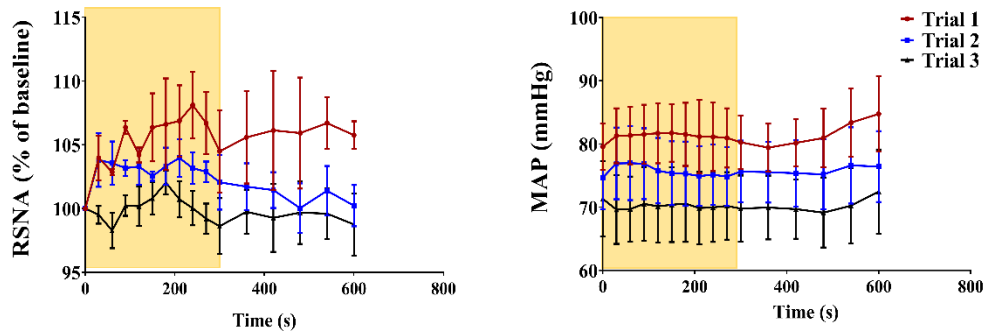 RSNA (% of baseline)
115
110
105
100
95
0
200
400
600
800
Time (s)
MAP (mmHg)
100
90
80
70
60
0
200
400
600
800
Time (s)
Trial 1
Trial 2
Trial 3